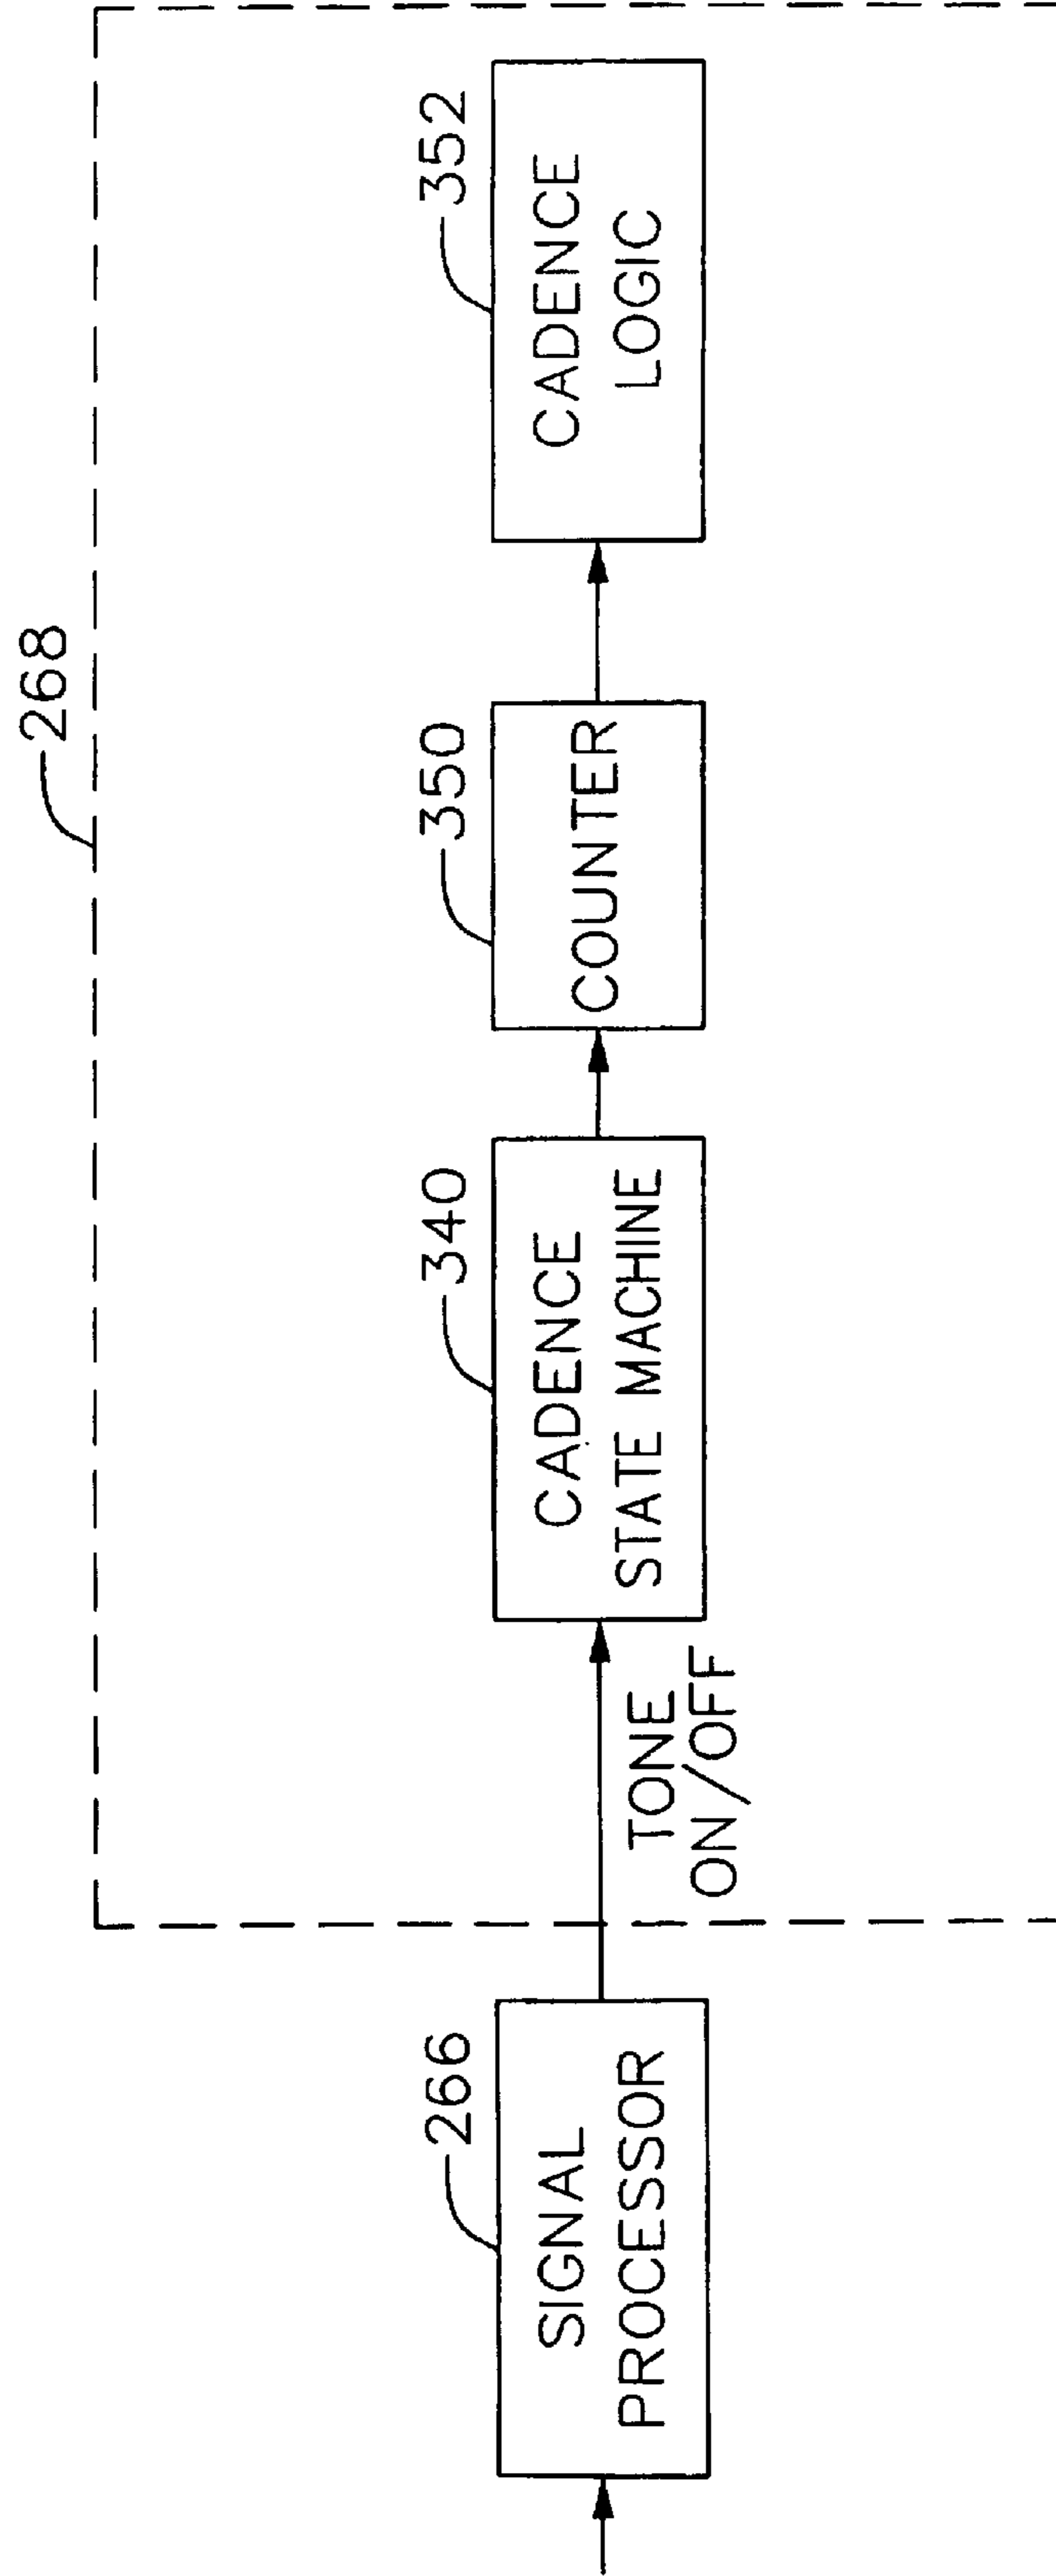 268
266
SIGNAL
PROCESSOR
TONE
ON/OFF
340
CADENCE
STATE MACHINE
350
COUNTER
352
CADENCE
LOGIC